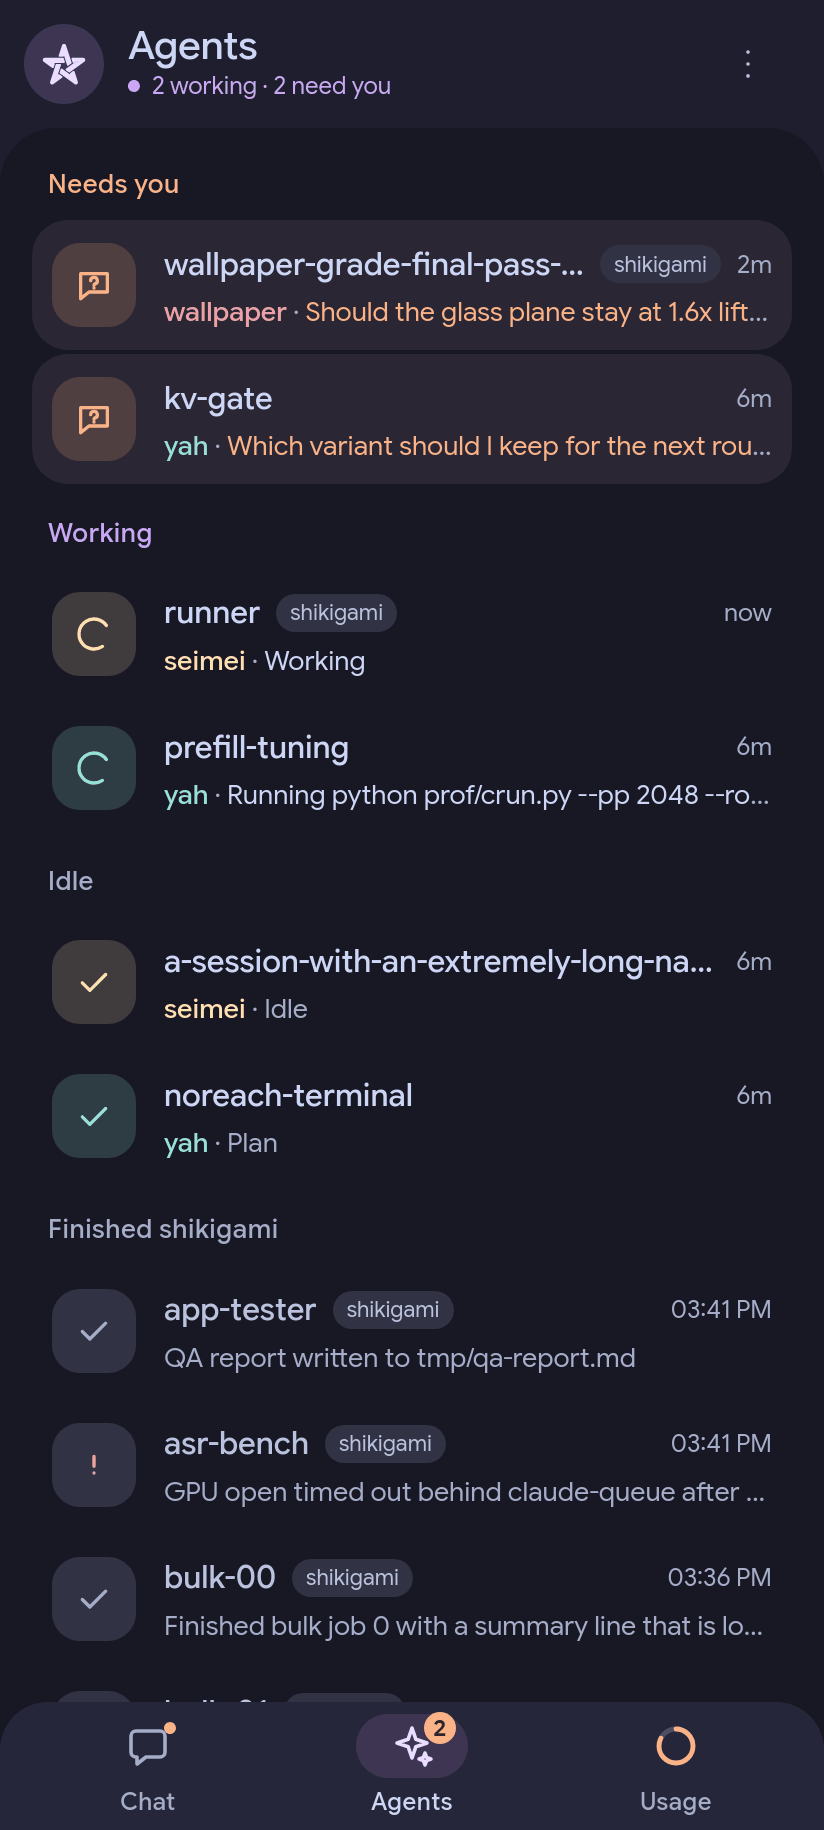 Agents
2 working · 2 need you
Needs you
wallpaper-grade-final-pass-... shikigami 2m
wallpaper · Should the glass plane stay at 1.6x lift...
kv-gate 6m
yah · Which variant should I keep for the next rou...
Working
runner shikigami now
seimei · Working
prefill-tuning 6m
yah · Running python prof/crun.py --pp 2048 --ro...
Idle
a-session-with-an-extremely-long-na... 6m
seimei · Idle
noreach-terminal 6m
yah · Plan
Finished shikigami
app-tester shikigami 03:41 PM
QA report written to tmp/qa-report.md
asr-bench shikigami 03:41 PM
GPU open timed out behind claude-queue after ...
bulk-00 shikigami 03:36 PM
Finished bulk job 0 with a summary line that is lo...
2
Chat Agents Usage